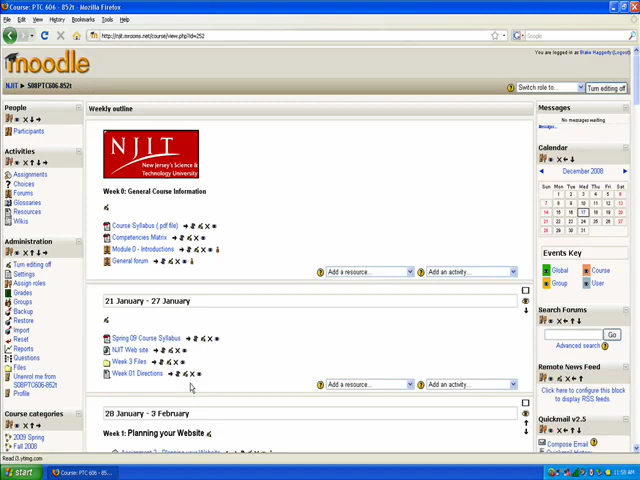 Course: PTC 606 - 852t - Mozilla Firefox
File Edit View History Bookmarks Tools Help
http://njit.mrooms.net/course/view.php?id=252
Google
moodle
You are logged in as Blake Haggerty (Logout)
NJIT ► S08PTC606-852t
Switch role to...
Turn editing off
People
Participants
Activities
Assignments
Choices
Forums
Glossaries
Resources
Wikis
Administration
Turn editing off
Settings
Assign roles
Grades
Groups
Backup
Restore
Import
Reset
Reports
Questions
Files
Unenrol me from
S08PTC606-852t
Profile
Course categories
2009 Spring
Fall 2008
Weekly outline
NJIT
New Jersey's Science &
Technology University
Week 0: General Course Information
Course Syllabus (.pdf file)
Competencies Matrix
Module 0 - Introductions
General forum
Add a resource...
Add an activity...
21 January - 27 January
Spring 09 Course Syllabus
NJIT Web site
Week 3 Files
Week 01 Directions
Add a resource...
Add an activity...
28 January - 3 February
Week 1: Planning your Website
Messages
No messages waiting
Messages...
Calendar
December 2008
Sun Mon Tue Wed Thu Fri Sat
1 2 3 4 5 6
7 8 9 10 11 12 13
14 15 16 17 18 19 20
21 22 23 24 25 26 27
28 29 30 31
Events Key
Global Course
Group User
Search Forums
Go
Advanced search
Remote News Feed
Click here to configure this block
to display RSS feeds.
Quickmail v2.5
Compose Email
Quickmail History
Read i3.ytimg.com
start
Course: PTC 606 - 85...
11:58 AM